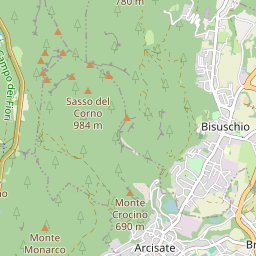 780 m
Campo dei Fiori
Sasso del
Corno
984 m
Bisuschio
Monte
Crocino
690 m
Monte
Monarco
Arcisate